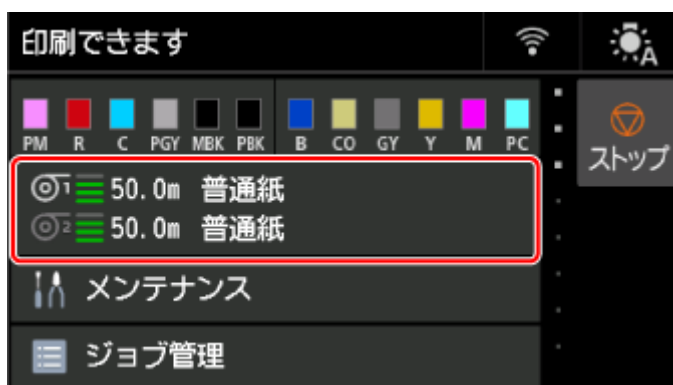 印刷できます
A
PM R C PGY MBK PBK B CO GY Y M PC
ストップ
1 50.0m 普通紙
2 50.0m 普通紙
メンテナンス
ジョブ管理